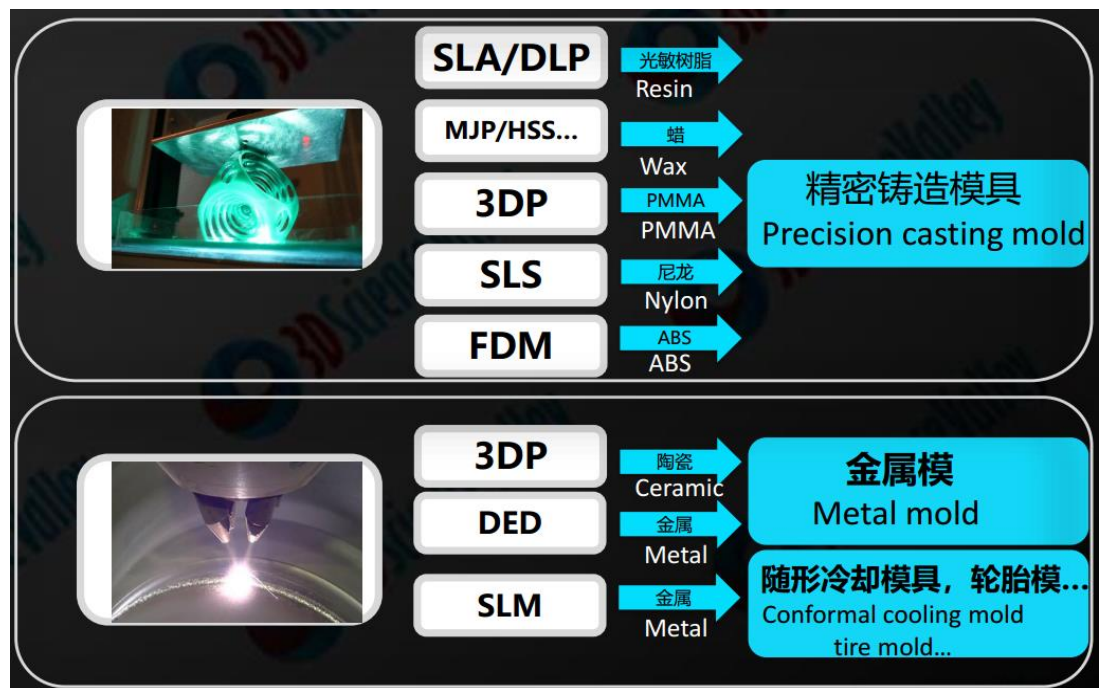 SLA/DLP
光敏树脂
Resin
MJP/HSS...
蜡
Wax
3DP
PMMA
PMMA
SLS
尼龙
Nylon
FDM
ABS
ABS
精密铸造模具
Precision casting mold
3DP
陶瓷
Ceramic
DED
金属
Metal
SLM
金属
Metal
金属模
Metal mold
随形冷却模具，轮胎模...
Conformal cooling mold
tire mold...